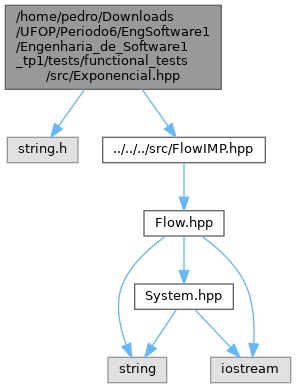 /home/pedro/Downloads
/UFOP/Periodo6/EngSoftware1
/Engenharia_de_Software1
_tp1/tests/functional_tests
/src/Exponencial.hpp
string.h
../../../src/FlowIMP.hpp
Flow.hpp
System.hpp
string
iostream